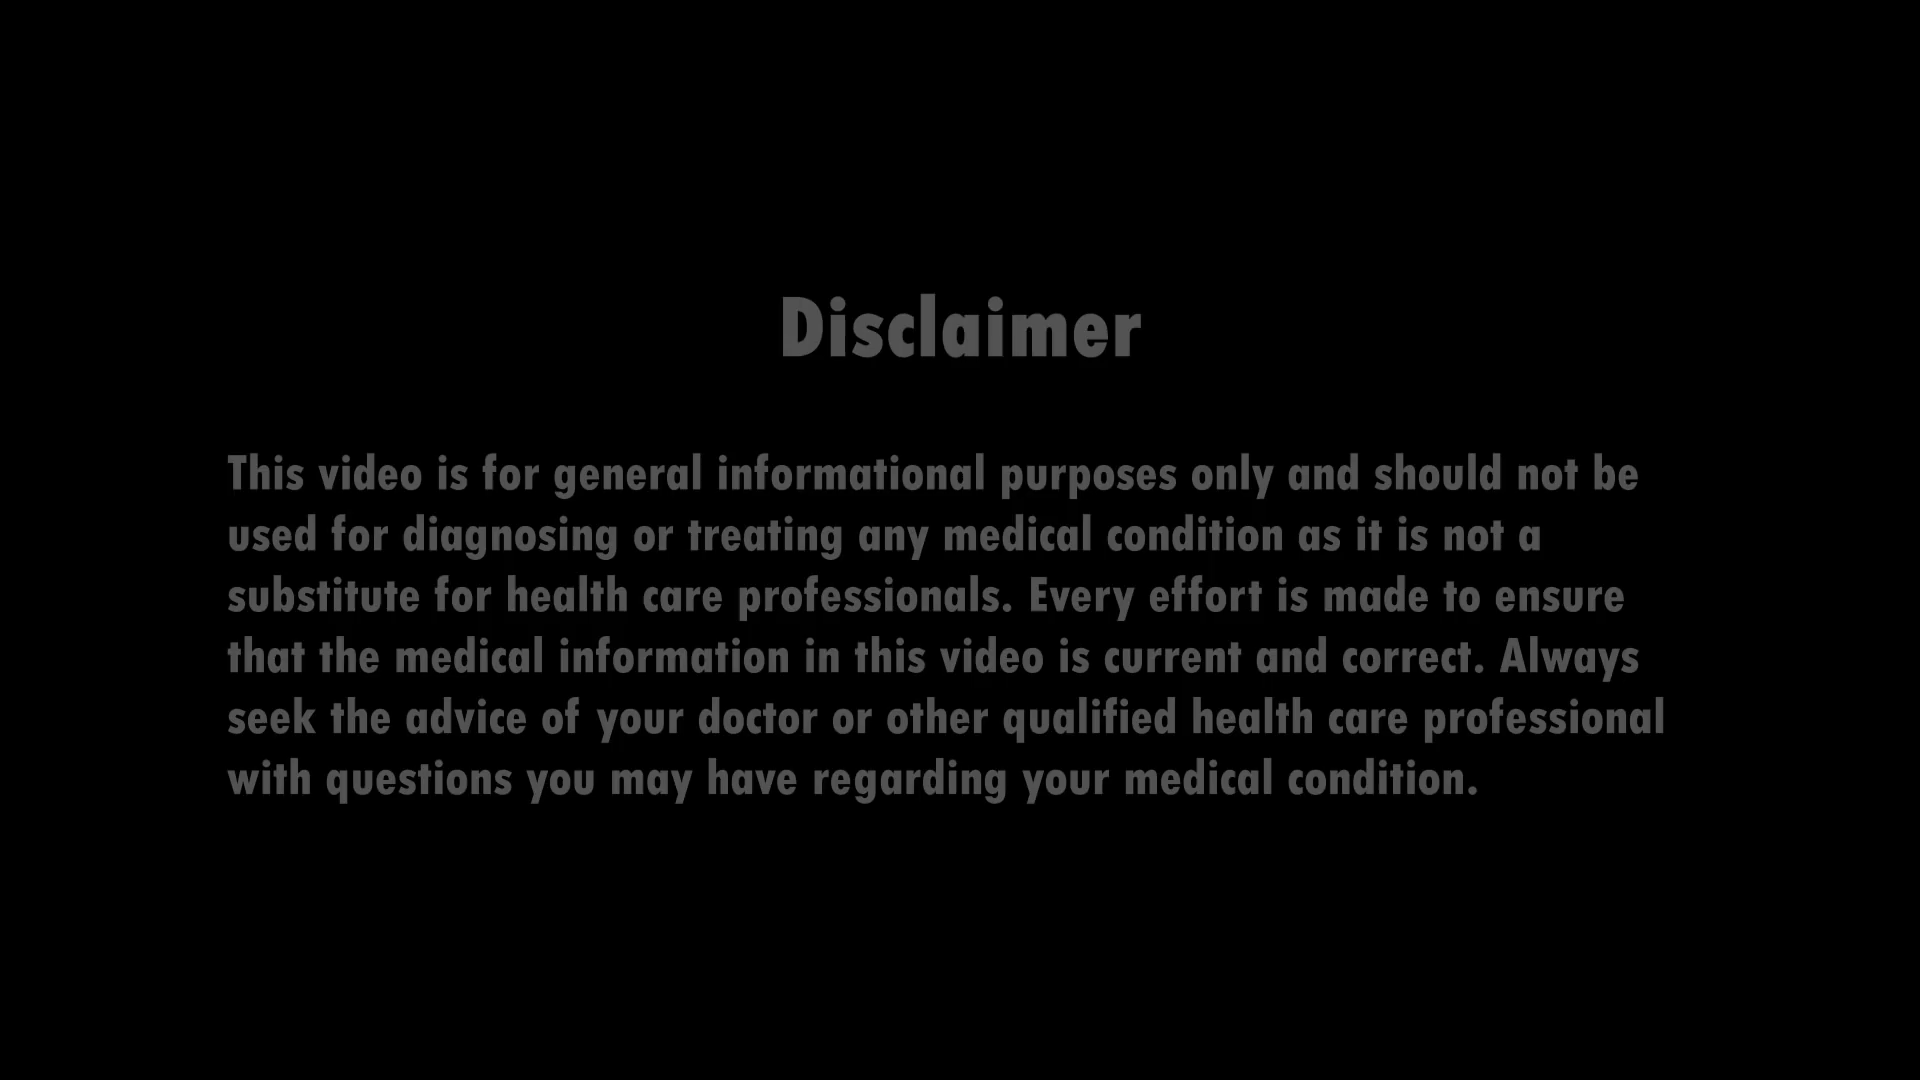 Disclaimer
This video is for general informational purposes only and should not be
used for diagnosing or treating any medical condition as it is not a
substitute for health care professionals. Every effort is made to ensure
that the medical information in this video is current and correct. Always
seek the advice of your doctor or other qualified health care professional
with questions you may have regarding your medical condition.